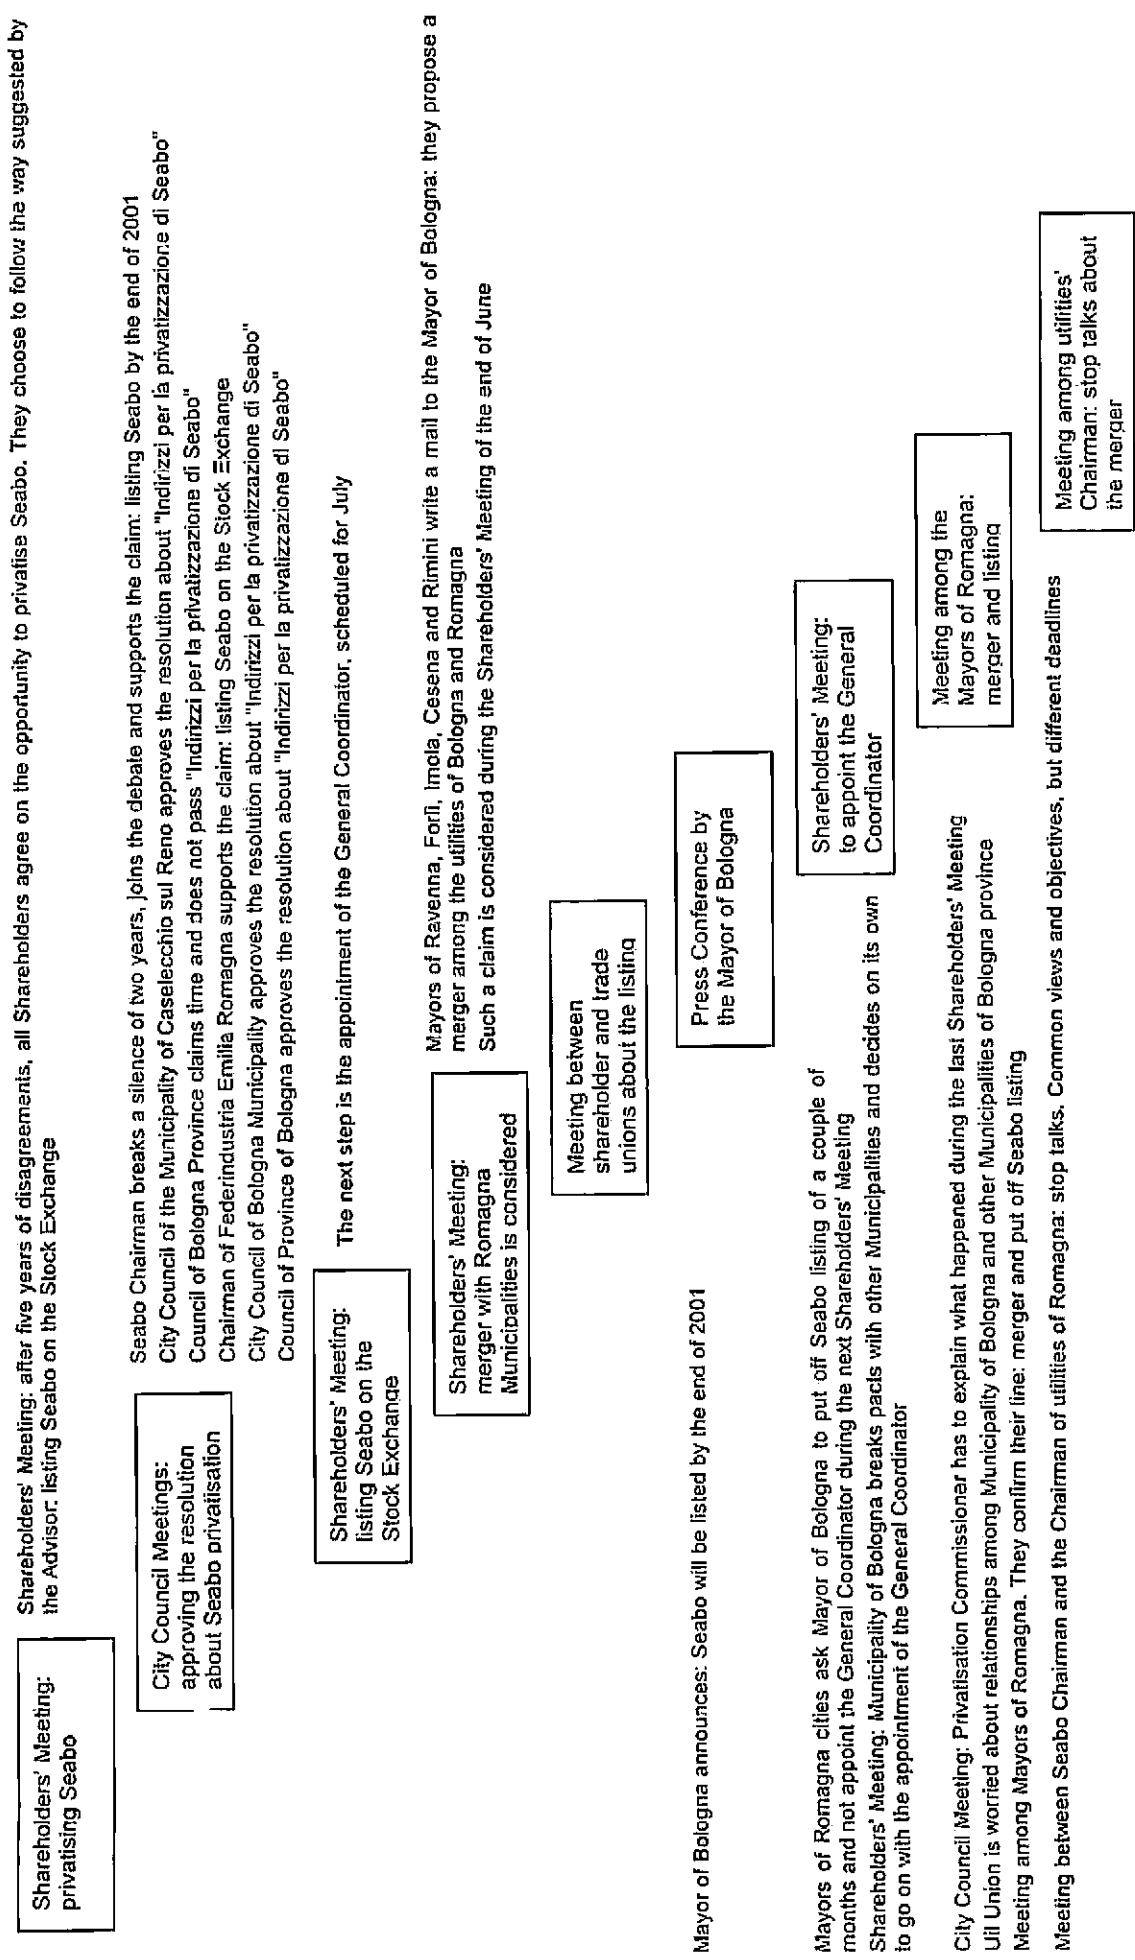 Shareholders' Meeting:
privatising Seabo
Shareholders' Meeting: after five years of disagreements, all Shareholders agree on the opportunity to privatise Seabo. They choose to follow the way suggested by
the Advisor: listing Seabo on the Stock Exchange
City Council Meetings:
approving the resolution
about Seabo privatisation
Seabo Chairman breaks a silence of two years, joins the debate and supports the claim: listing Seabo by the end of 2001
City Council of the Municipality of Caselecchio sul Reno approves the resolution about "Indirizzi per la privatizzazione di Seabo"
Council of Bologna Province claims time and does not pass "Indirizzi per la privatizzazione di Seabo"
Chairman of Federindustria Emilia Romagna supports the claim: listing Seabo on the Stock Exchange
City Council of Bologna Municipality approves the resolution about "Indirizzi per la privatizzazione di Seabo"
Council of Province of Bologna approves the resolution about "Indirizzi per la privatizzazione di Seabo"
Shareholders' Meeting:
listing Seabo on the
Stock Exchange
The next step is the appointment of the General Coordinator, scheduled for July
Shareholders' Meeting:
merger with Romagna
Municipalities is considered
Mayors of Ravenna, Forlì, Imola, Cesena and Rimini write a mail to the Mayor of Bologna: they propose a
merger among the utilities of Bologna and Romagna
Such a claim is considered during the Shareholders' Meeting of the end of June
Meeting between
shareholder and trade
unions about the listing
Mayor of Bologna announces: Seabo will be listed by the end of 2001
Press Conference by
the Mayor of Bologna
Mayors of Romagna cities ask Mayor of Bologna to put off Seabo listing of a couple of
months and not appoint the General Coordinator during the next Shareholders' Meeting
Shareholders' Meeting: Municipality of Bologna breaks pacts with other Municipalities and decides on its own
to go on with the appointment of the General Coordinator
Shareholders' Meeting:
to appoint the General
Coordinator
City Council Meeting: Privatisation Commissioner has to explain what happened during the last Shareholders' Meeting
Uil Union is worried about relationships among Municipality of Bologna and other Municipalities of Bologna province
Meeting among Mayors of Romagna. They confirm their line: merger and put off Seabo listing
Meeting among the
Mayors of Romagna:
merger and listing
Meeting between Seabo Chairman and the Chairman of utilities of Romagna: stop talks. Common views and objectives, but different deadlines
Meeting among utilities'
Chairman: stop talks about
the merger